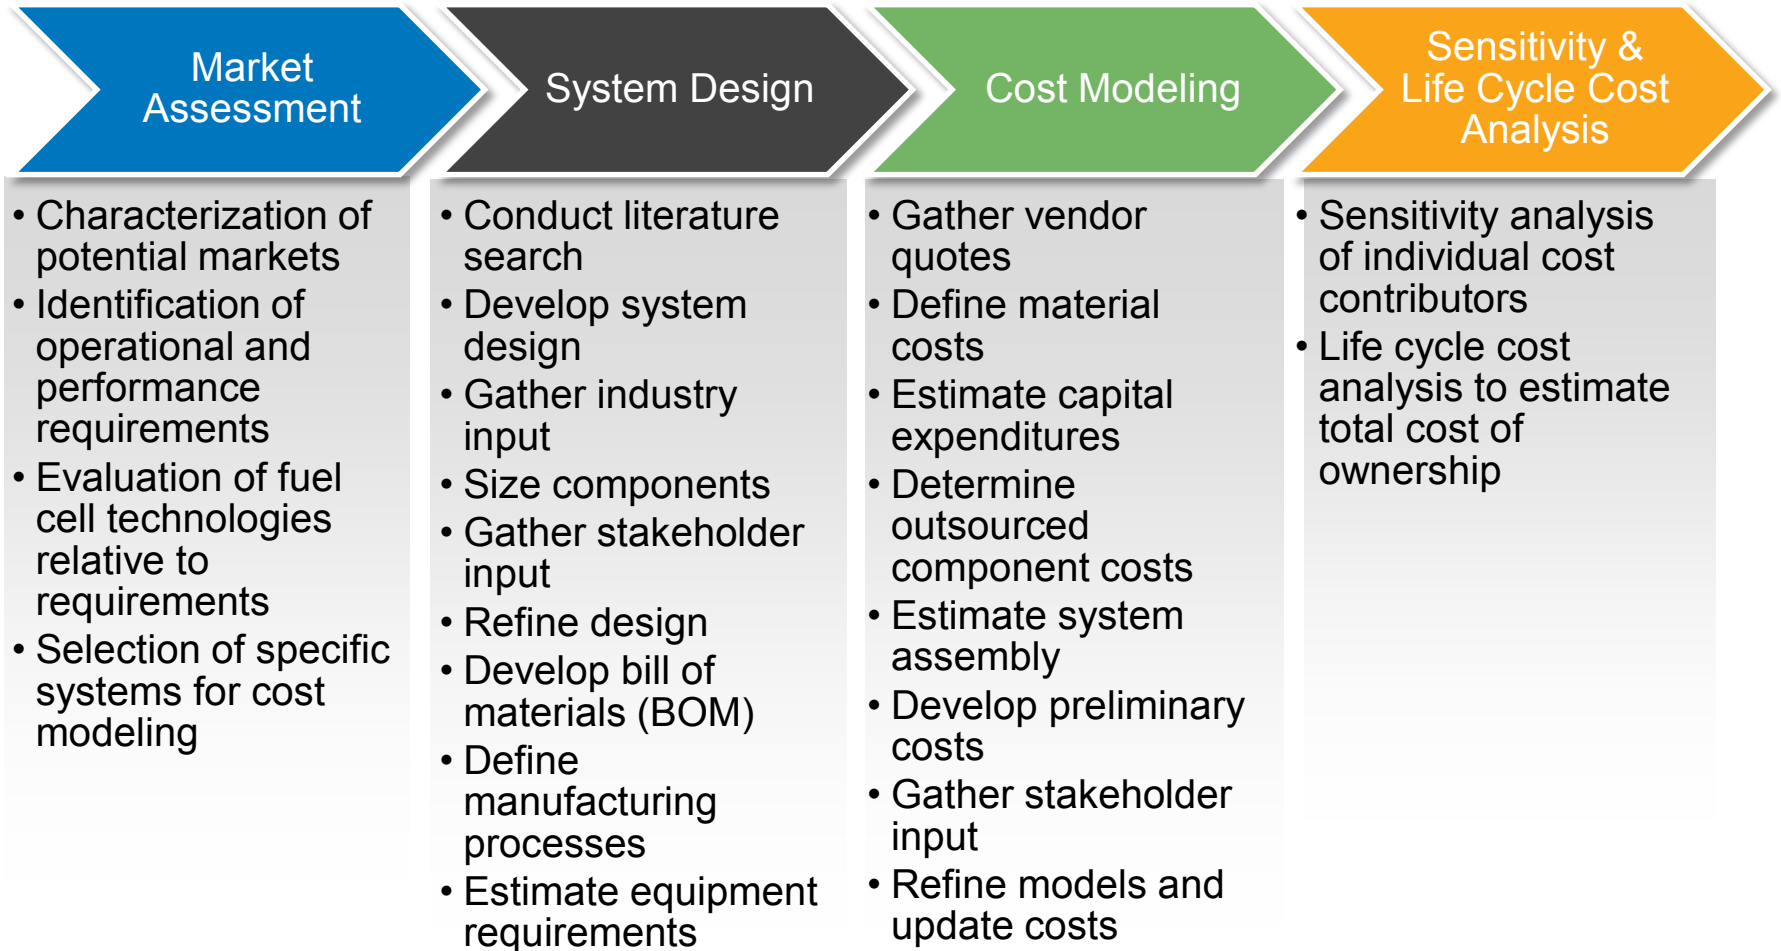 Market
Assessment
System Design
Cost Modeling
Sensitivity &
Life Cycle Cost
Analysis
• Characterization of
potential markets
• Identification of
operational and
performance
requirements
• Evaluation of fuel
cell technologies
relative to
requirements
• Selection of specific
systems for cost
modeling
• Conduct literature
search
• Develop system
design
• Gather industry
input
• Size components
• Gather stakeholder
input
• Refine design
• Develop bill of
materials (BOM)
• Define
manufacturing
processes
• Estimate equipment
requirements
• Gather vendor
quotes
• Define material
costs
• Estimate capital
expenditures
• Determine
outsourced
component costs
• Estimate system
assembly
• Develop preliminary
costs
• Gather stakeholder
input
• Refine models and
update costs
• Sensitivity analysis
of individual cost
contributors
• Life cycle cost
analysis to estimate
total cost of
ownership